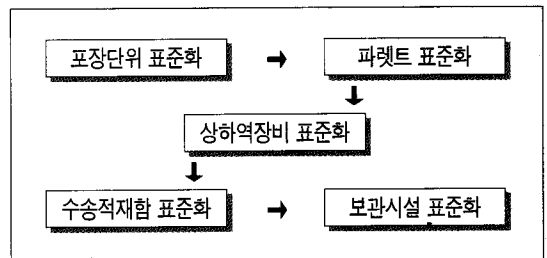 포장단위 표준화 → 파렛트 표준화
↓
상하역장비 표준화
↓
수송적재함 표준화 → 보관시설 표준화